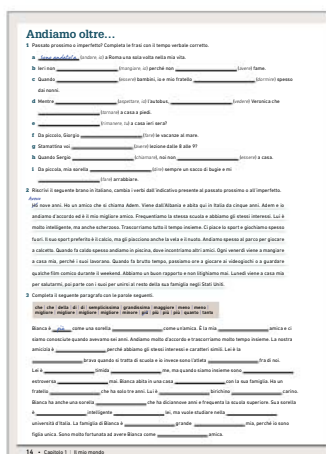 Andiamo oltre...
1 Passato prossimo o imperfetto? Completa le frasi con il tempo verbale corretto.
a sono andato/a (andare, io) a Roma una sola volta nella mia vita.
b Ieri non (mangiare, io) perché non (avere) fame.
c Quando (essere) bambini, io e mio fratello (dormire) spesso
dai nonni.
d Mentre (aspettare, io) l'autobus, (vedere) Veronica che
(tornare) a casa a piedi.
e (rimanere, tu) a casa ieri sera?
f Da piccolo, Giorgio (fare) le vacanze al mare.
g Stamattina voi (avere) lezione dalle 8 alle 9?
h Quando Sergio (chiamare), noi non (essere) a casa.
i Da piccola, mia sorella (dire) sempre un sacco di bugie e mi
(fare) arrabbiare.
2 Riscrivi il seguente brano in italiano, cambia i verbi dall'indicativo presente al passato prossimo o all'imperfetto.
Avevo
Ho nove anni. Ho un amico che si chiama Adem. Viene dall'Albania e abita qui in Italia da cinque anni. Adem e io
andiamo d'accordo ed è il mio migliore amico. Frequentiamo la stessa scuola e abbiamo gli stessi interessi. Lui è
molto intelligente, ma anche scherzoso. Trascorriamo tutto il tempo insieme. Ci piace lo sport e giochiamo spesso
fuori. Il suo sport preferito è il calcio, ma gli piacciono anche la vela e il nuoto. Andiamo spesso al parco per giocare
a calcetto. Quando fa caldo spesso andiamo in piscina, dove incontriamo altri amici. Ogni venerdì viene a mangiare
a casa mia, perché i suoi lavorano. Quando fa brutto tempo, passiamo ore a giocare ai videogiochi o a guardare
qualche film comico durante il weekend. Abbiamo un buon rapporto e non litighiamo mai. Lunedì viene a casa mia
per salutarmi, poi parte con i suoi per unirsi al resto della sua famiglia negli Stati Uniti.
3 Completa il seguente paragrafo con le parole seguenti.
che | che | della | di | di | semplicissime | grandissima | maggiore | meno | meno |
migliore | migliore | migliore | migliore | minore | più | più | più | più | quanto | tanta
Bianca è più come una sorella come un'amica. È la mia amica e ci
siamo conosciute quando avevamo sei anni. Andiamo molto d'accordo e trascorriamo molto tempo insieme. La nostra
amicizia è perché abbiamo gli stessi interessi e caratteri simili. Lei è la
brava quando si tratta di scuola e io invece sono l'atleta fra di noi.
Lei è timida me, ma quando siamo insieme sono
estroversa mai. Bianca abita in una casa con la sua famiglia. Ha un
fratello che ha solo tre anni. Lui è birichino carino.
Bianca ha anche una sorella che ha diciannove anni e frequenta la scuola superiore. Sua sorella
è intelligente lei, ma vuole studiare nella
università d'Italia. La famiglia di Bianca è grande mia, perché io sono
figlia unica. Sono molto fortunata ad avere Bianca come amica.
14 • Capitolo 1 | Il mio mondo